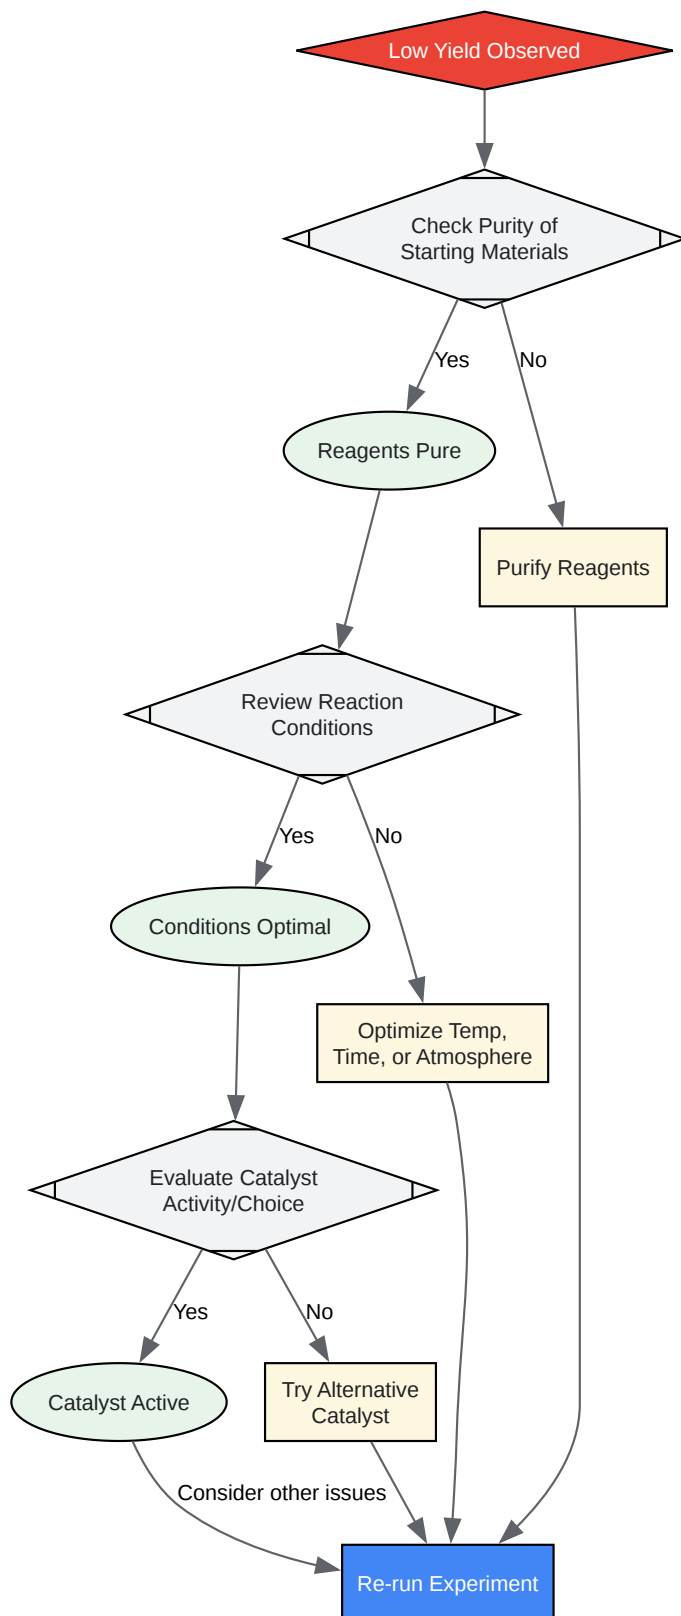 Low Yield Observed
Check Purity of
Starting Materials
Yes
No
Reagents Pure
Purify Reagents
Review Reaction
Conditions
Yes
No
Conditions Optimal
Optimize Temp,
Time, or Atmosphere
Evaluate Catalyst
Activity/Choice
Yes
No
Catalyst Active
Try Alternative
Catalyst
Consider other issues
Re-run Experiment